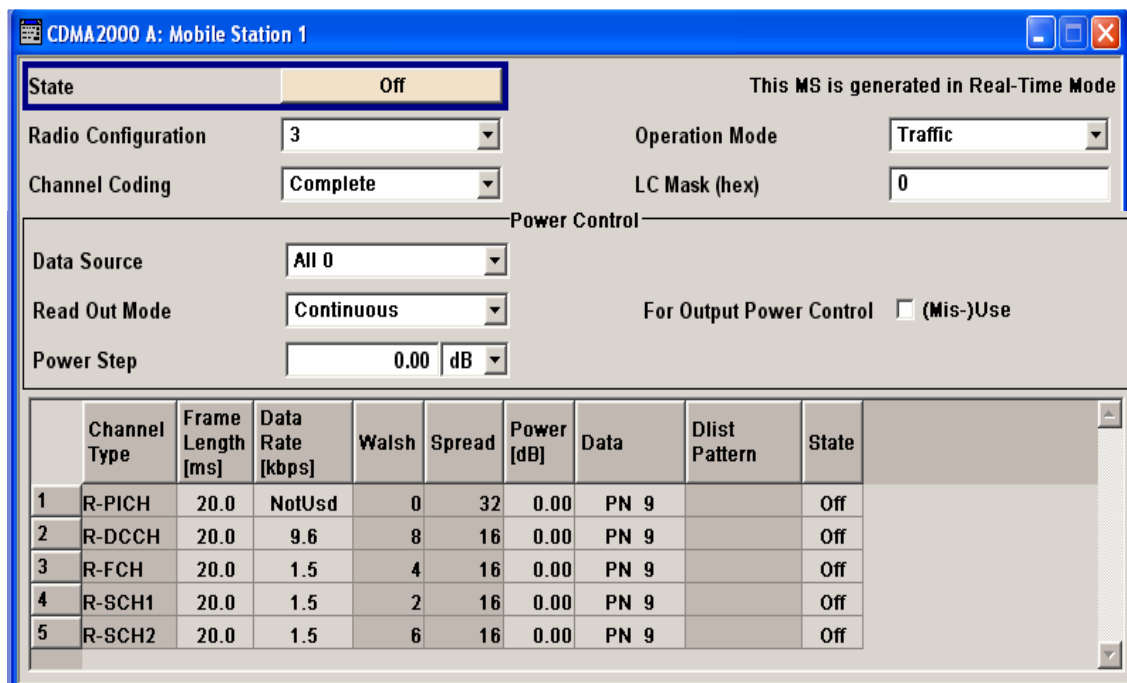 CDMA2000 A: Mobile Station 1
State Off This MS is generated in Real-Time Mode
Radio Configuration 3 Operation Mode Traffic
Channel Coding Complete LC Mask (hex) 0
Power Control
Data Source All 0
Read Out Mode Continuous For Output Power Control (Mis-)Use
Power Step 0.00 dB
Channel Type Frame Length [ms] Data Rate [kbps] Walsh Spread Power [dB] Data Dlist Pattern State
1 R-PICH 20.0 NotUsd 0 32 0.00 PN 9 Off
2 R-DCCH 20.0 9.6 8 16 0.00 PN 9 Off
3 R-FCH 20.0 1.5 4 16 0.00 PN 9 Off
4 R-SCH1 20.0 1.5 2 16 0.00 PN 9 Off
5 R-SCH2 20.0 1.5 6 16 0.00 PN 9 Off